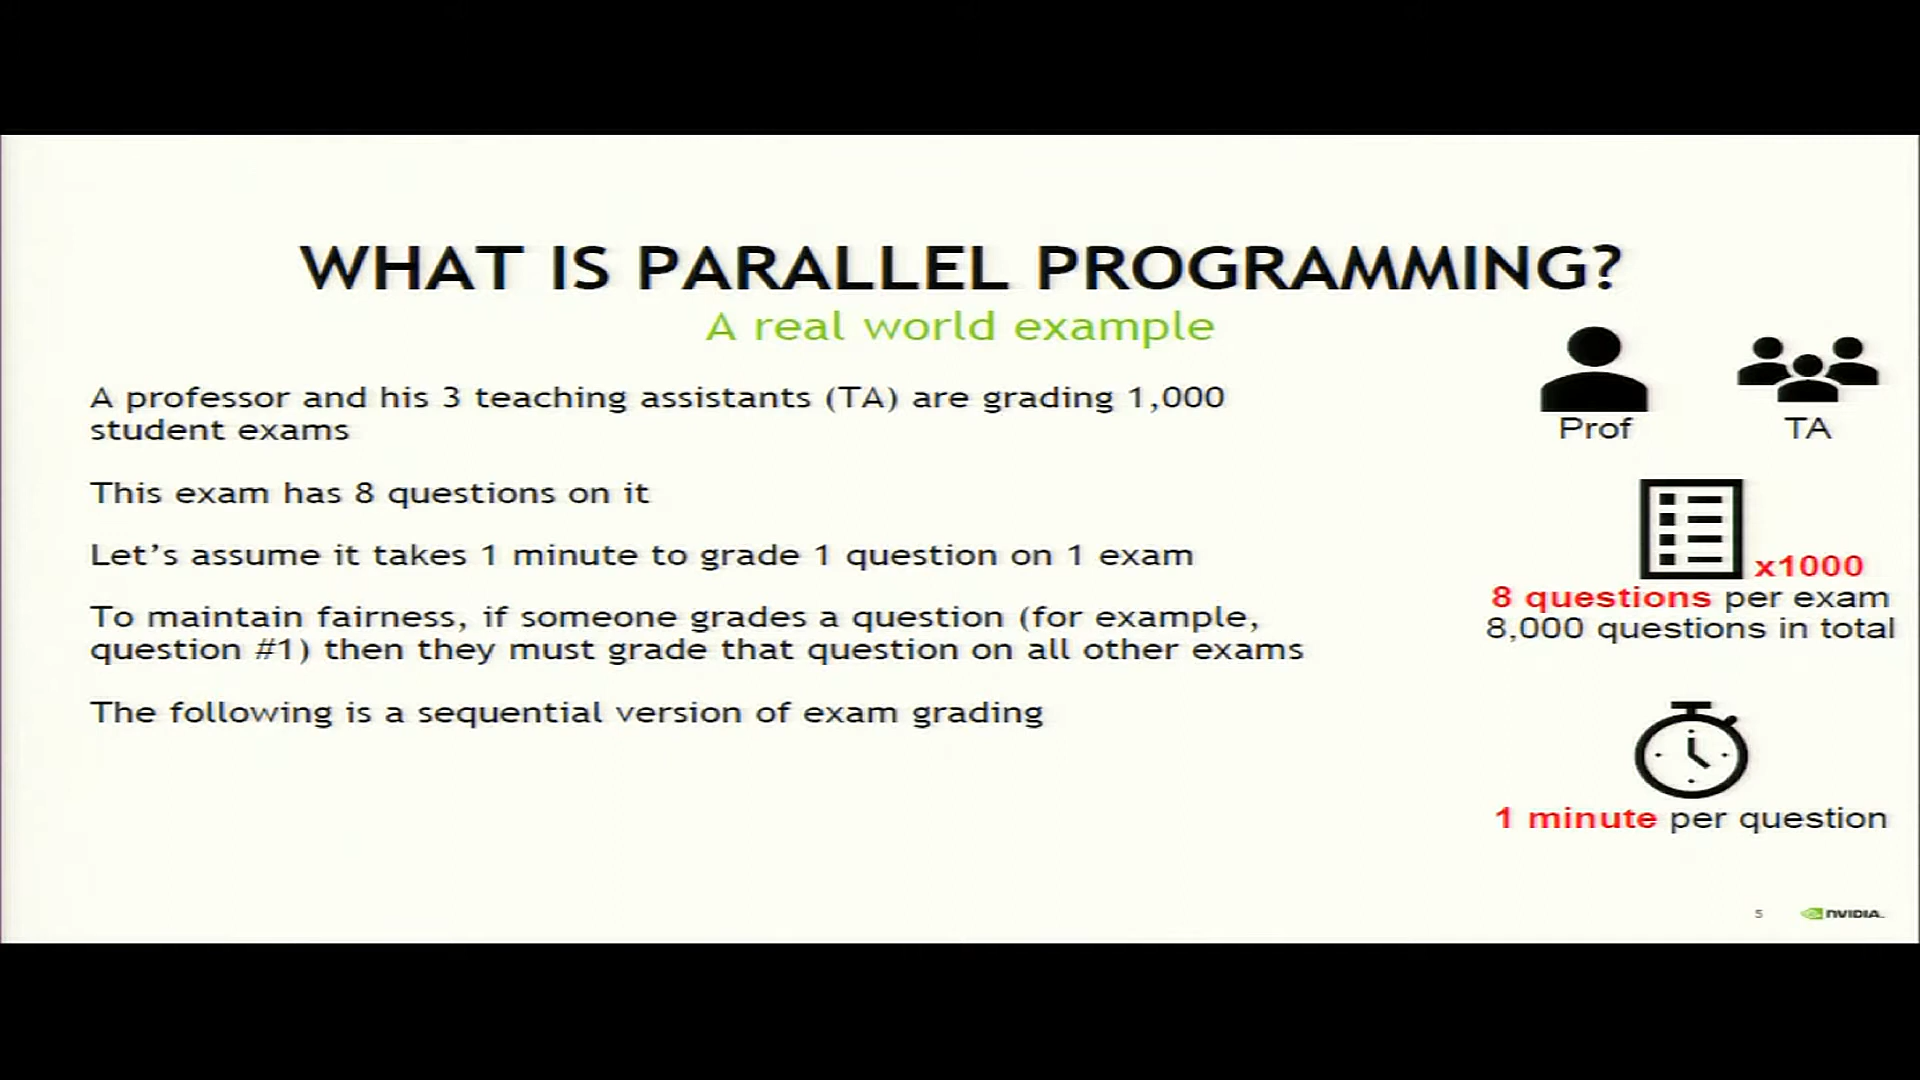 WHAT IS PARALLEL PROGRAMMING?
A real world example
A professor and his 3 teaching assistants (TA) are grading 1,000
student exams
This exam has 8 questions on it
Let's assume it takes 1 minute to grade 1 question on 1 exam
To maintain fairness, if someone grades a question (for example,
question #1) then they must grade that question on all other exams
The following is a sequential version of exam grading
Prof
TA
x1000
8 questions per exam
8,000 questions in total
1 minute per question
5
NVIDIA.